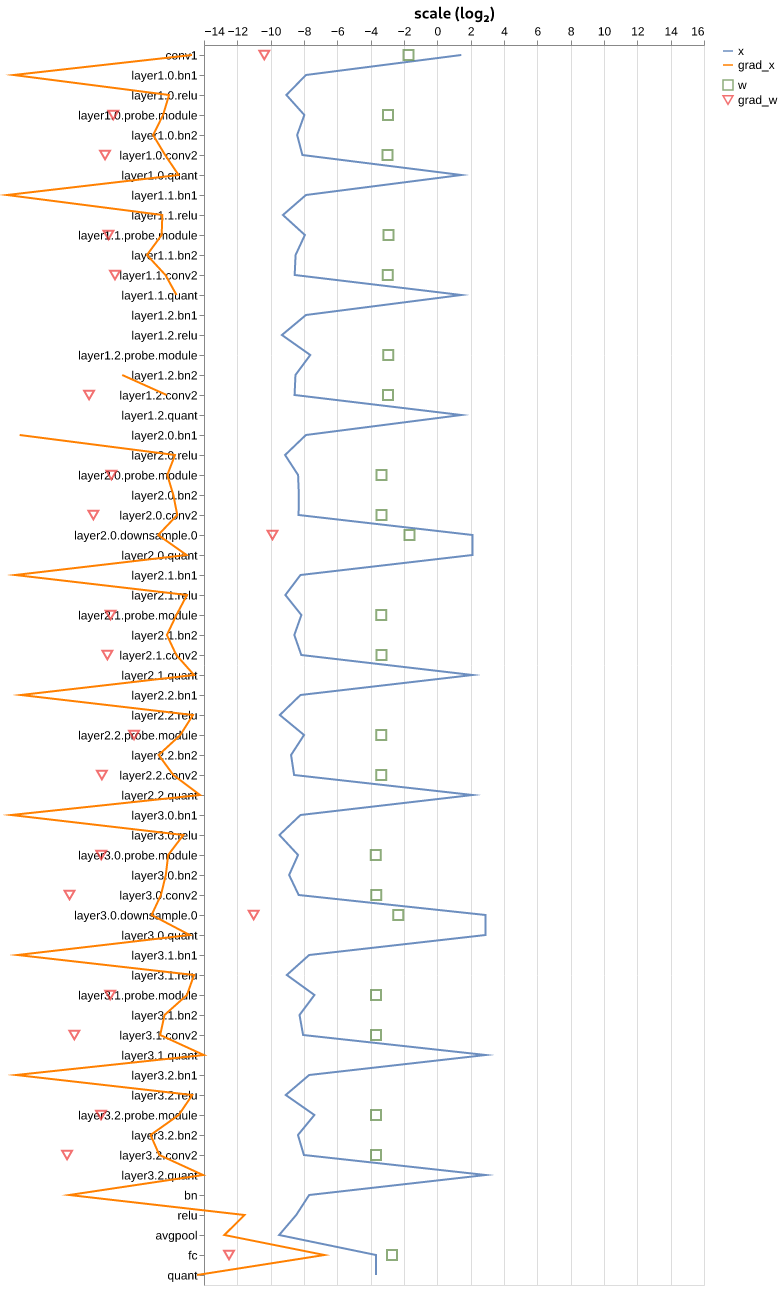 scale (log2)
−14 −12 −10 −8 −6 −4 −2 0 2 4 6 8 10 12 14 16
x
grad_x
w
grad_w
conv1
layer1.0.bn1
layer1.0.relu
layer1.0.probe.module
layer1.0.bn2
layer1.0.conv2
layer1.0.quant
layer1.1.bn1
layer1.1.relu
layer1.1.probe.module
layer1.1.bn2
layer1.1.conv2
layer1.1.quant
layer1.2.bn1
layer1.2.relu
layer1.2.probe.module
layer1.2.bn2
layer1.2.conv2
layer1.2.quant
layer2.0.bn1
layer2.0.relu
layer2.0.probe.module
layer2.0.bn2
layer2.0.conv2
layer2.0.downsample.0
layer2.0.quant
layer2.1.bn1
layer2.1.relu
layer2.1.probe.module
layer2.1.bn2
layer2.1.conv2
layer2.1.quant
layer2.2.bn1
layer2.2.relu
layer2.2.probe.module
layer2.2.bn2
layer2.2.conv2
layer2.2.quant
layer3.0.bn1
layer3.0.relu
layer3.0.probe.module
layer3.0.bn2
layer3.0.conv2
layer3.0.downsample.0
layer3.0.quant
layer3.1.bn1
layer3.1.relu
layer3.1.probe.module
layer3.1.bn2
layer3.1.conv2
layer3.1.quant
layer3.2.bn1
layer3.2.relu
layer3.2.probe.module
layer3.2.bn2
layer3.2.conv2
layer3.2.quant
bn
relu
avgpool
fc
quant